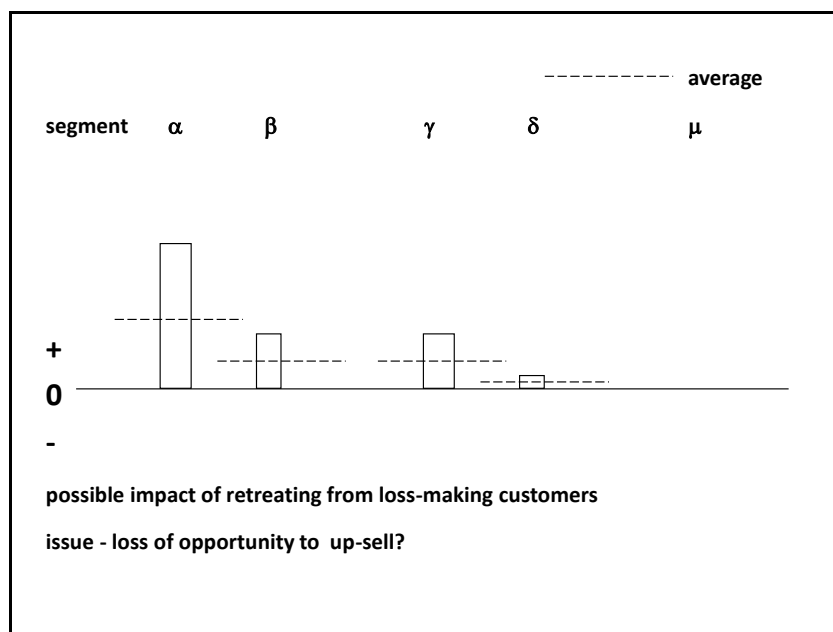 average
segment α β γ δ μ
+
0
-
possible impact of retreating from loss-making customers
issue - loss of opportunity to up-sell?